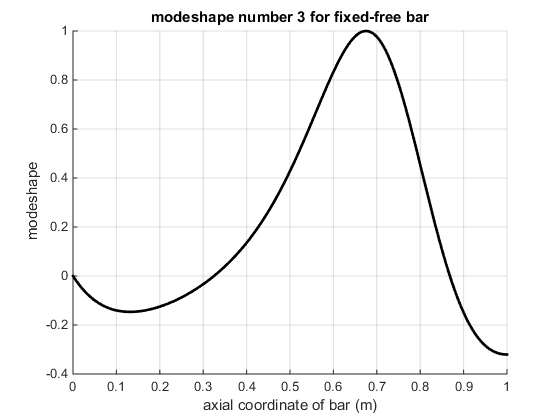 modeshape number 3 for fixed-free bar
modeshape
1
0.8
0.6
0.4
0.2
0
-0.2
-0.4
0 0.1 0.2 0.3 0.4 0.5 0.6 0.7 0.8 0.9 1
axial coordinate of bar (m)